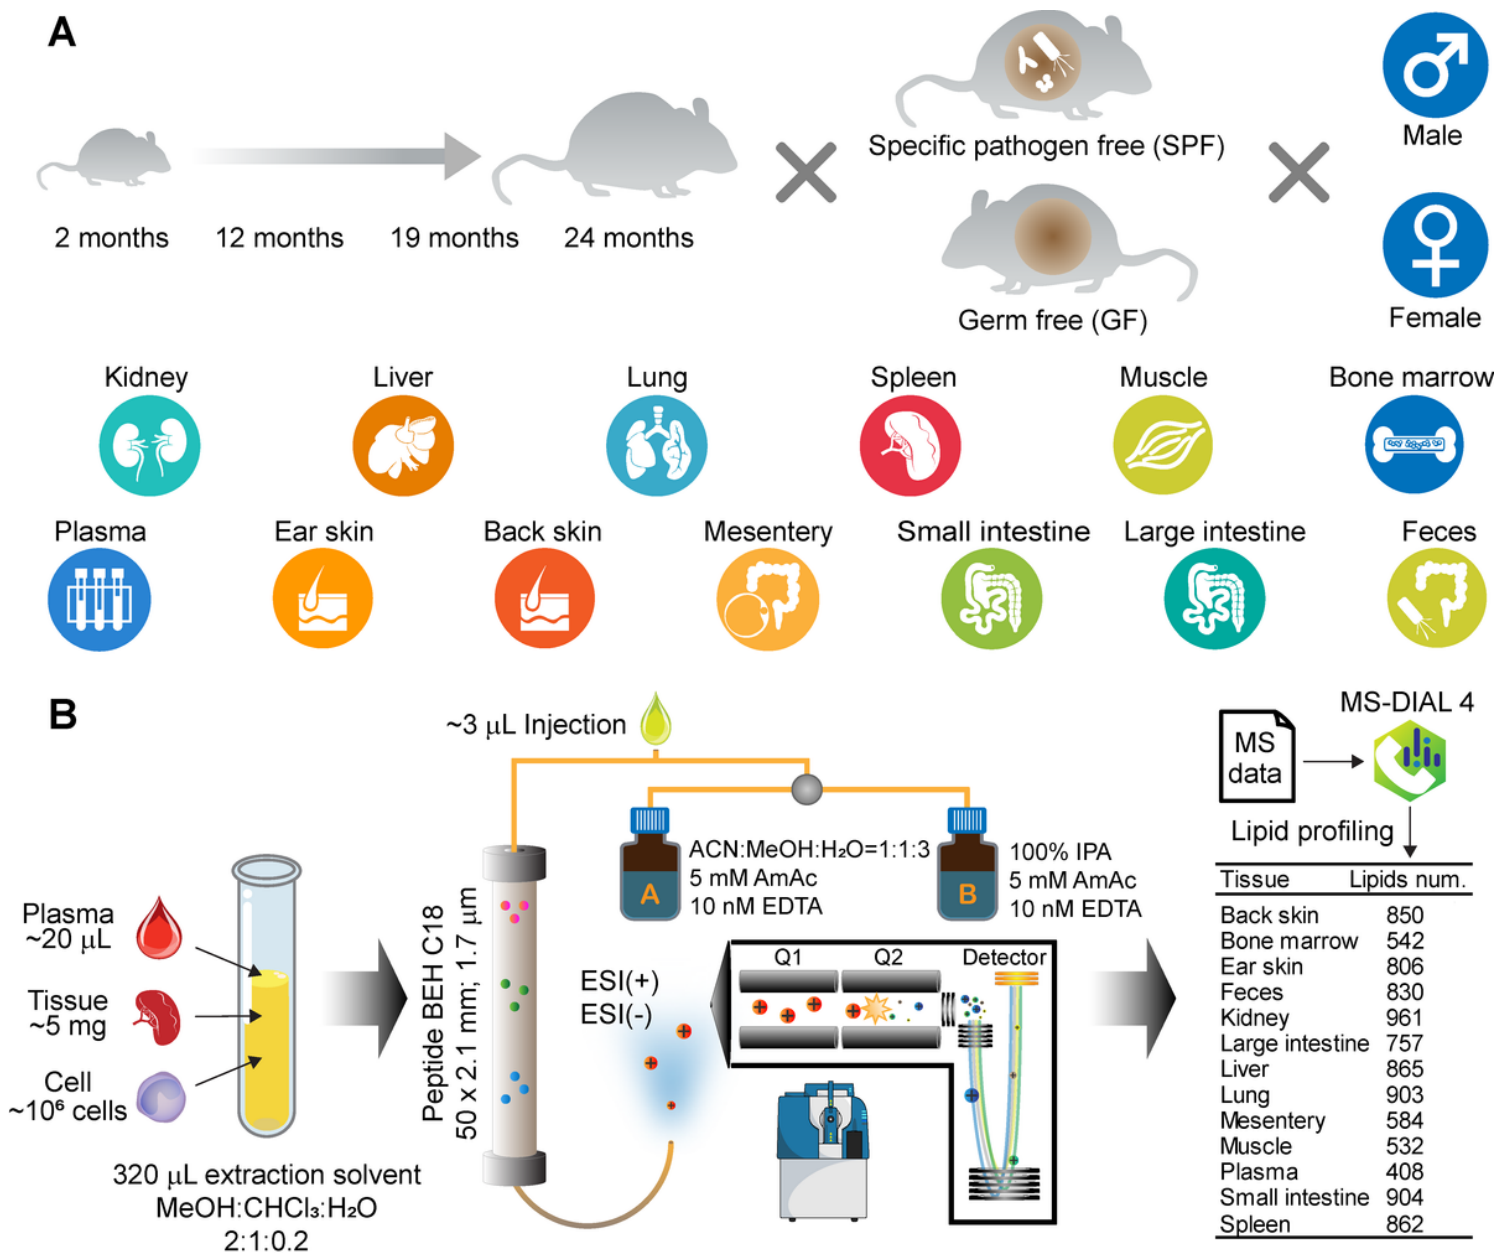 A
2 months
12 months
19 months
24 months
Specific pathogen free (SPF)
Germ free (GF)
Male
Female
Kidney
Liver
Lung
Spleen
Muscle
Bone marrow
Plasma
Ear skin
Back skin
Mesentery
Small intestine
Large intestine
Feces
B
Plasma
~20 μL
Tissue
~5 mg
Cell
~10⁶ cells
320 μL extraction solvent
MeOH:CHCl₃:H₂O
2:1:0.2
~3 μL Injection
Peptide BEH C18
50 x 2.1 mm; 1.7 μm
A
ACN:MeOH:H₂O=1:1:3
5 mM AmAc
10 nM EDTA
B
100% IPA
5 mM AmAc
10 nM EDTA
ESI(+)
ESI(-)
Q1
Q2
Detector
MS
data
MS-DIAL 4
Lipid profiling
Tissue Lipids num.
Back skin 850
Bone marrow 542
Ear skin 806
Feces 830
Kidney 961
Large intestine 757
Liver 865
Lung 903
Mesentery 584
Muscle 532
Plasma 408
Small intestine 904
Spleen 862